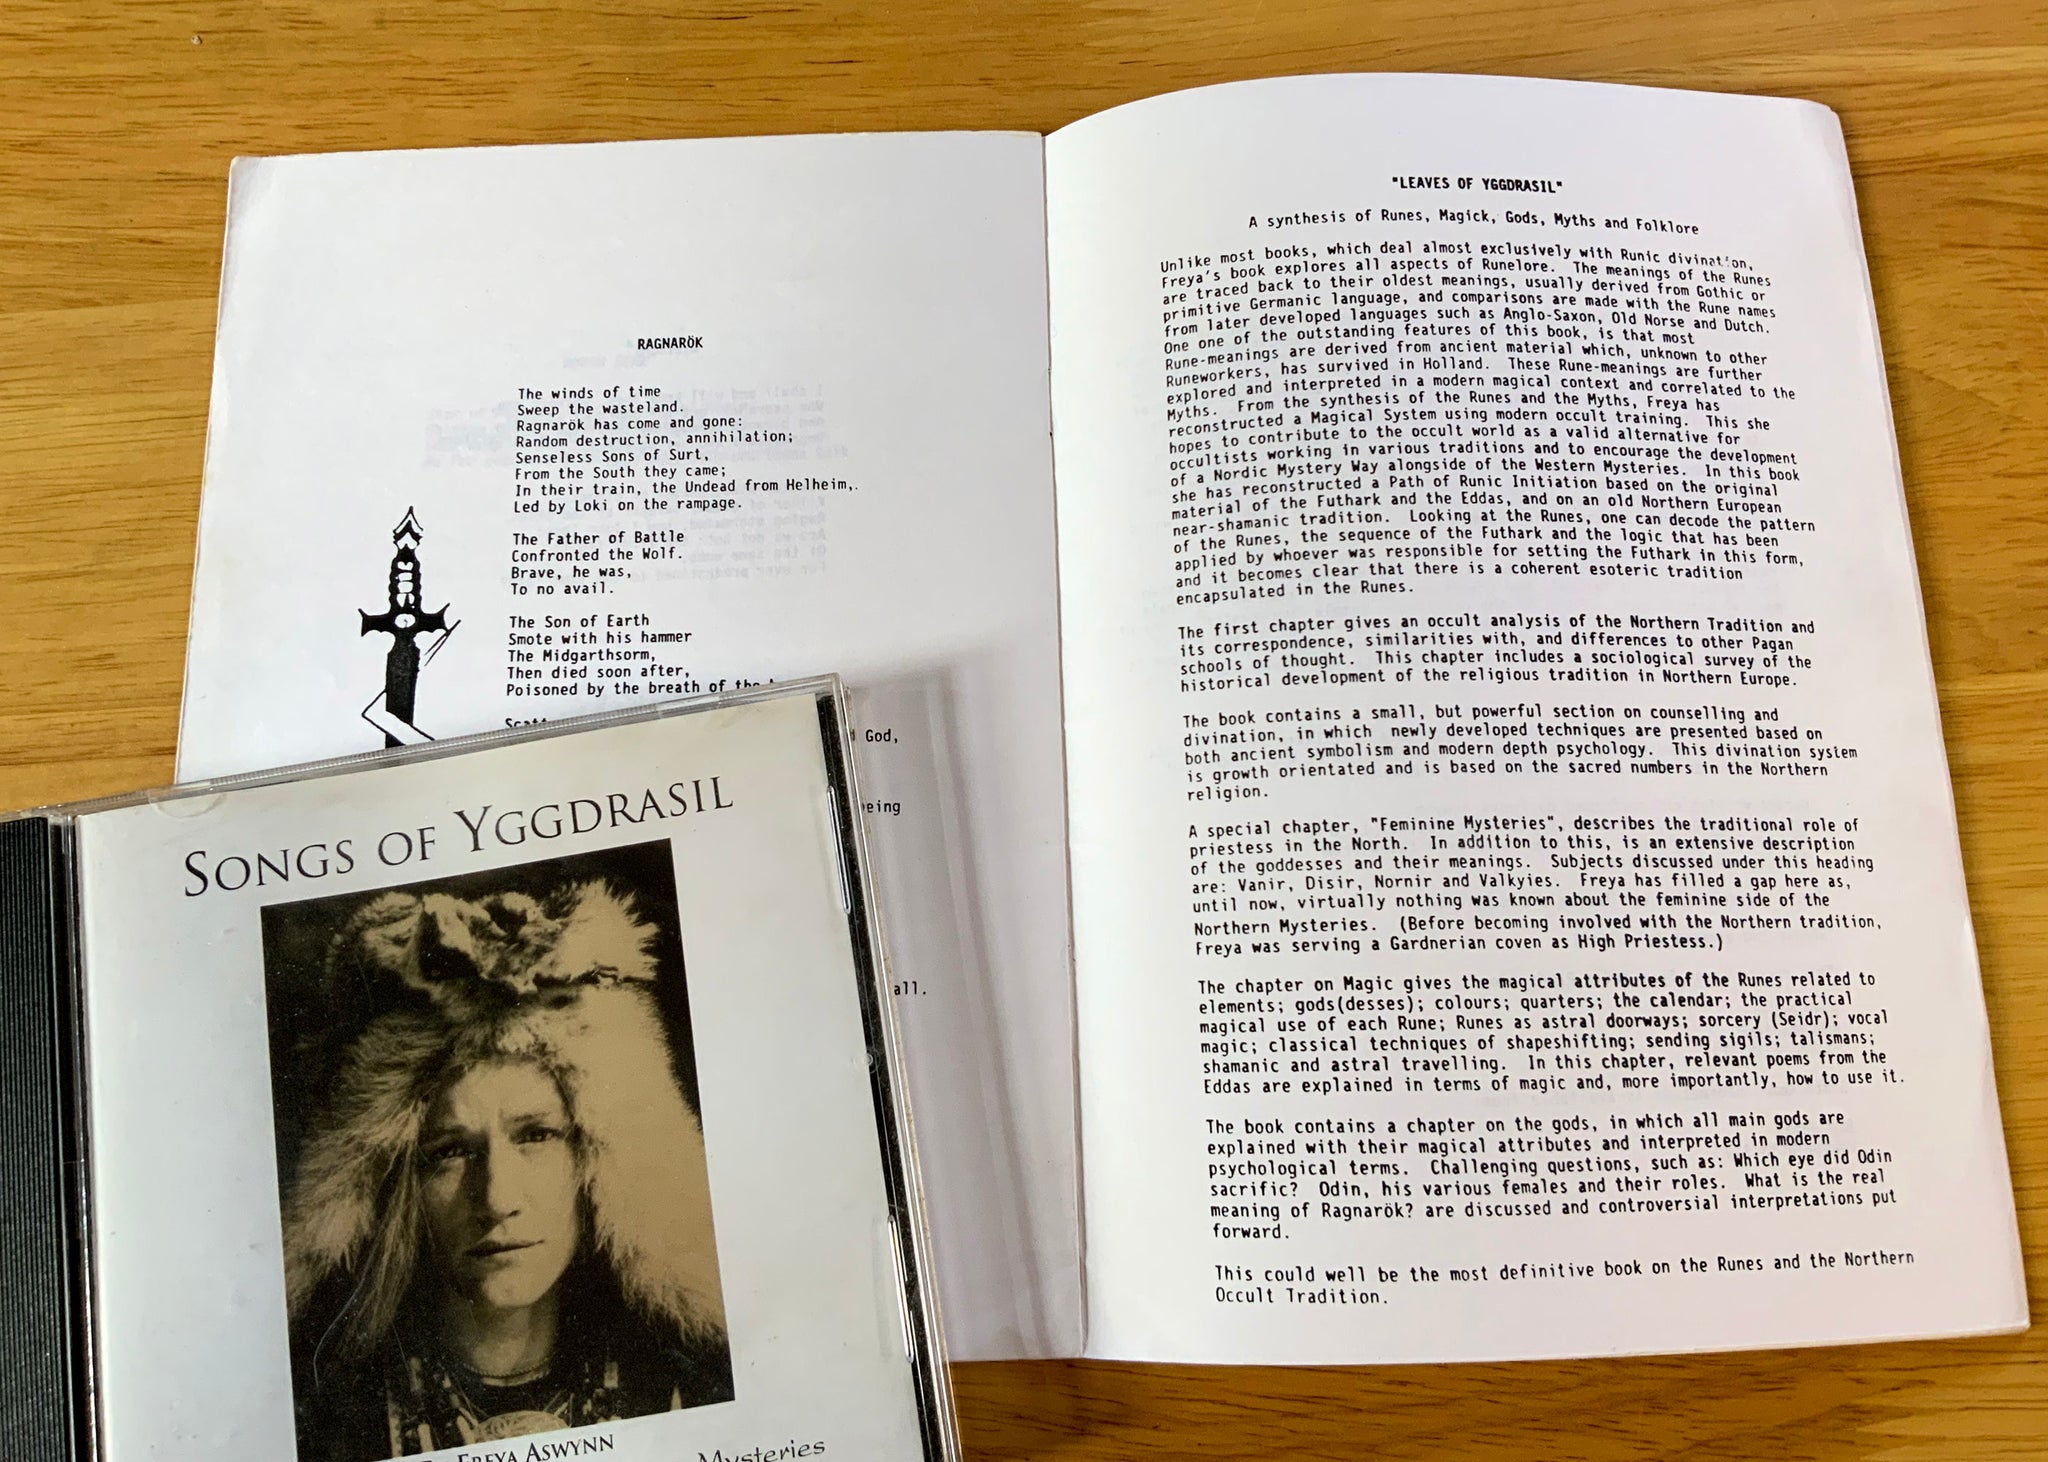 RAGNARÖK
The winds of time
Sweep the wasteland.
Ragnarök has come and gone:
Random destruction, annihilation;
Senseless Sons of Surt,
From the South they came;
In their train, the Undead from Helheim,.
Led by Loki on the rampage.
The Father of Battle
Confronted the Wolf.
Brave, he was,
To no avail.
The Son of Earth
Smote with his hammer
The Midgarthsorm,
Then died soon after,
Poisoned by the breath of the
God,
all.
SONGS OF YGGDRASIL
FREYA ASWYNN
Mysteries
"LEAVES OF YGGDRASIL"
A synthesis of Runes, Magick, Gods, Myths and Folklore
Unlike most books, which deal almost exclusively with Runic divination,
Freya's book explores all aspects of Runelore. The meanings of the Runes
are traced back to their oldest meanings, usually derived from Gothic or
primitive Germanic language, and comparisons are made with the Rune names
from later developed languages such as Anglo-Saxon, Old Norse and Dutch.
One one of the outstanding features of this book, is that most
Rune-meanings are derived from ancient material which, unknown to other
Runeworkers, has survived in Holland. These Rune-meanings are further
explored and interpreted in a modern magical context and correlated to the
Myths. From the synthesis of the Runes and the Myths, Freya has
reconstructed a Magical System using modern occult training. This she
hopes to contribute to the occult world as a valid alternative for
occultists working in various traditions and to encourage the development
of a Nordic Mystery Way alongside of the Western Mysteries. In this book
she has reconstructed a Path of Runic Initiation based on the original
material of the Futhark and the Eddas, and on an old Northern European
near-shamanic tradition. Looking at the Runes, one can decode the pattern
of the Runes, the sequence of the Futhark and the logic that has been
applied by whoever was responsible for setting the Futhark in this form,
and it becomes clear that there is a coherent esoteric tradition
encapsulated in the Runes.
The first chapter gives an occult analysis of the Northern Tradition and
its correspondence, similarities with, and differences to other Pagan
schools of thought. This chapter includes a sociological survey of the
historical development of the religious tradition in Northern Europe.
The book contains a small, but powerful section on counselling and
divination, in which newly developed techniques are presented based on
both ancient symbolism and modern depth psychology. This divination system
is growth orientated and is based on the sacred numbers in the Northern
religion.
A special chapter, "Feminine Mysteries", describes the traditional role of
priestess in the North. In addition to this, is an extensive description
of the goddesses and their meanings. Subjects discussed under this heading
are: Vanir, Disir, Nornir and Valkyies. Freya has filled a gap here as,
until now, virtually nothing was known about the feminine side of the
Northern Mysteries. (Before becoming involved with the Northern tradition,
Freya was serving a Gardnerian coven as High Priestess.)
The chapter on Magic gives the magical attributes of the Runes related to
elements; gods(desses); colours; quarters; the calendar; the practical
magical use of each Rune; Runes as astral doorways; sorcery (Seidr); vocal
magic; classical techniques of shapeshifting; sending sigils; talismans;
shamanic and astral travelling. In this chapter, relevant poems from the
Eddas are explained in terms of magic and, more importantly, how to use it.
The book contains a chapter on the gods, in which all main gods are
explained with their magical attributes and interpreted in modern
psychological terms. Challenging questions, such as: Which eye did Odin
sacrific? Odin, his various females and their roles. What is the real
meaning of Ragnarök? are discussed and controversial interpretations put
forward.
This could well be the most definitive book on the Runes and the Northern
Occult Tradition.